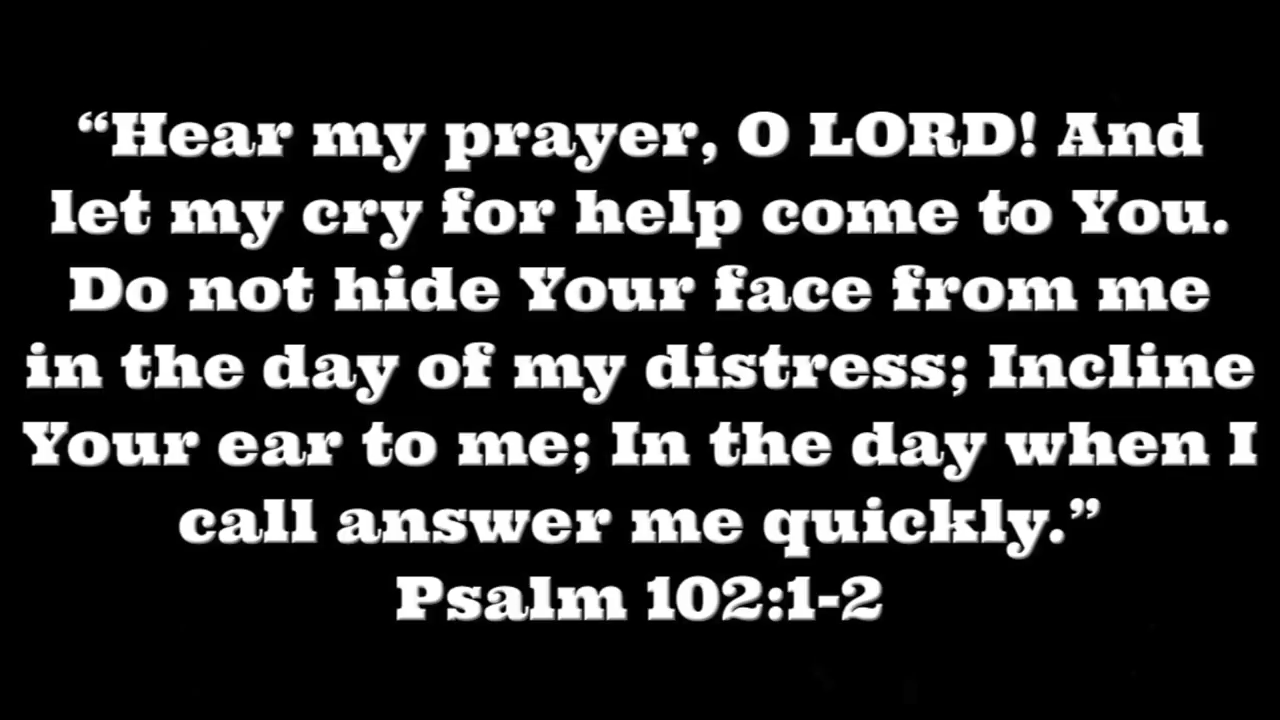 “Hear my prayer, O LORD! And
let my cry for help come to You.
Do not hide Your face from me
in the day of my distress; Incline
Your ear to me; In the day when I
call answer me quickly.”
Psalm 102:1-2